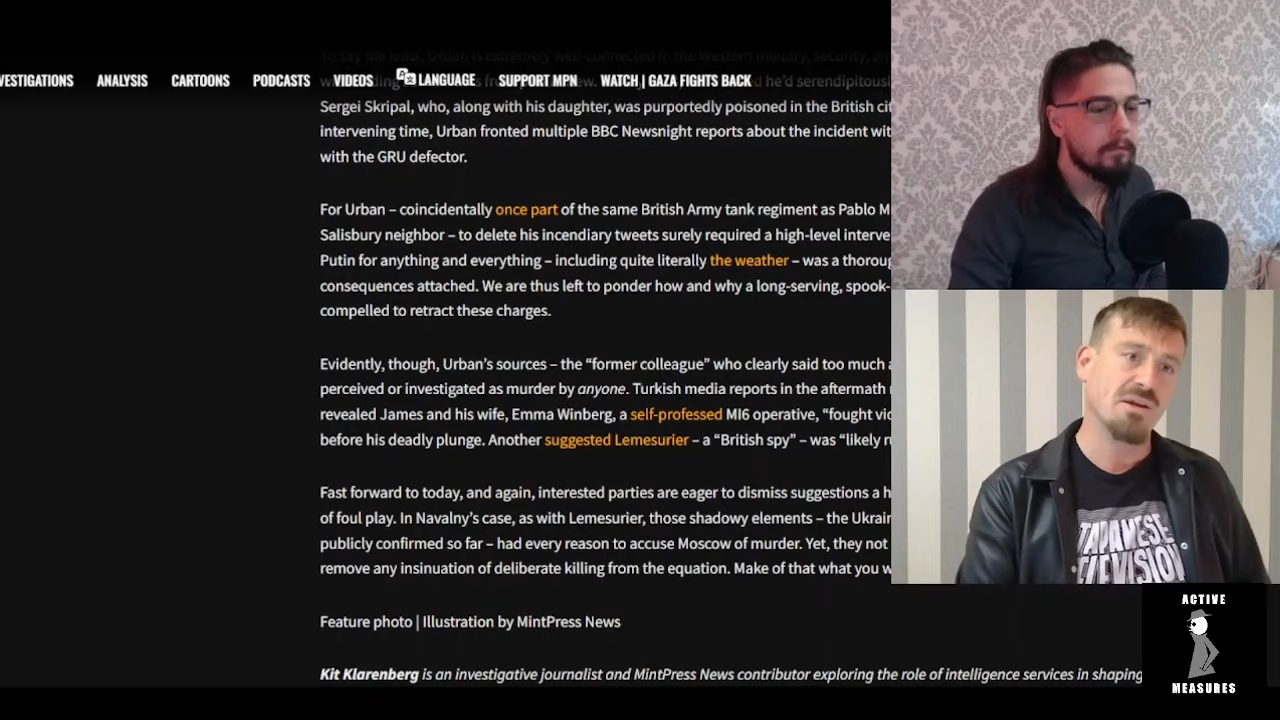 To say the least, Urban is extremely well-connected in the Western military, security, an
VESTIGATIONS ANALYSIS CARTOONS PODCASTS VIDEOS LANGUAGE SUPPORT MPN WATCH | GAZA FIGHTS BACK
he'd serendipitous
Sergei Skripal, who, along with his daughter, was purportedly poisoned in the British cit
intervening time, Urban fronted multiple BBC Newsnight reports about the incident wit
with the GRU defector.
For Urban – coincidentally once part of the same British Army tank regiment as Pablo M
Salisbury neighbor – to delete his incendiary tweets surely required a high-level interve
Putin for anything and everything – including quite literally the weather – was a thoroug
consequences attached. We are thus left to ponder how and why a long-serving, spook-
compelled to retract these charges.
Evidently, though, Urban's sources – the “former colleague” who clearly said too much a
perceived or investigated as murder by anyone. Turkish media reports in the aftermath
revealed James and his wife, Emma Winberg, a self-professed MI6 operative, “fought vio
before his deadly plunge. Another suggested Lemesurier – a “British spy” – was “likely r
Fast forward to today, and again, interested parties are eager to dismiss suggestions a h
of foul play. In Navalny's case, as with Lemesurier, those shadowy elements – the Ukrai
publicly confirmed so far – had every reason to accuse Moscow of murder. Yet, they not
remove any insinuation of deliberate killing from the equation. Make of that what you w
Feature photo | Illustration by MintPress News
Kit Klarenberg is an investigative journalist and MintPress News contributor exploring the role of intelligence services in shaping
ACTIVE
MEASURES